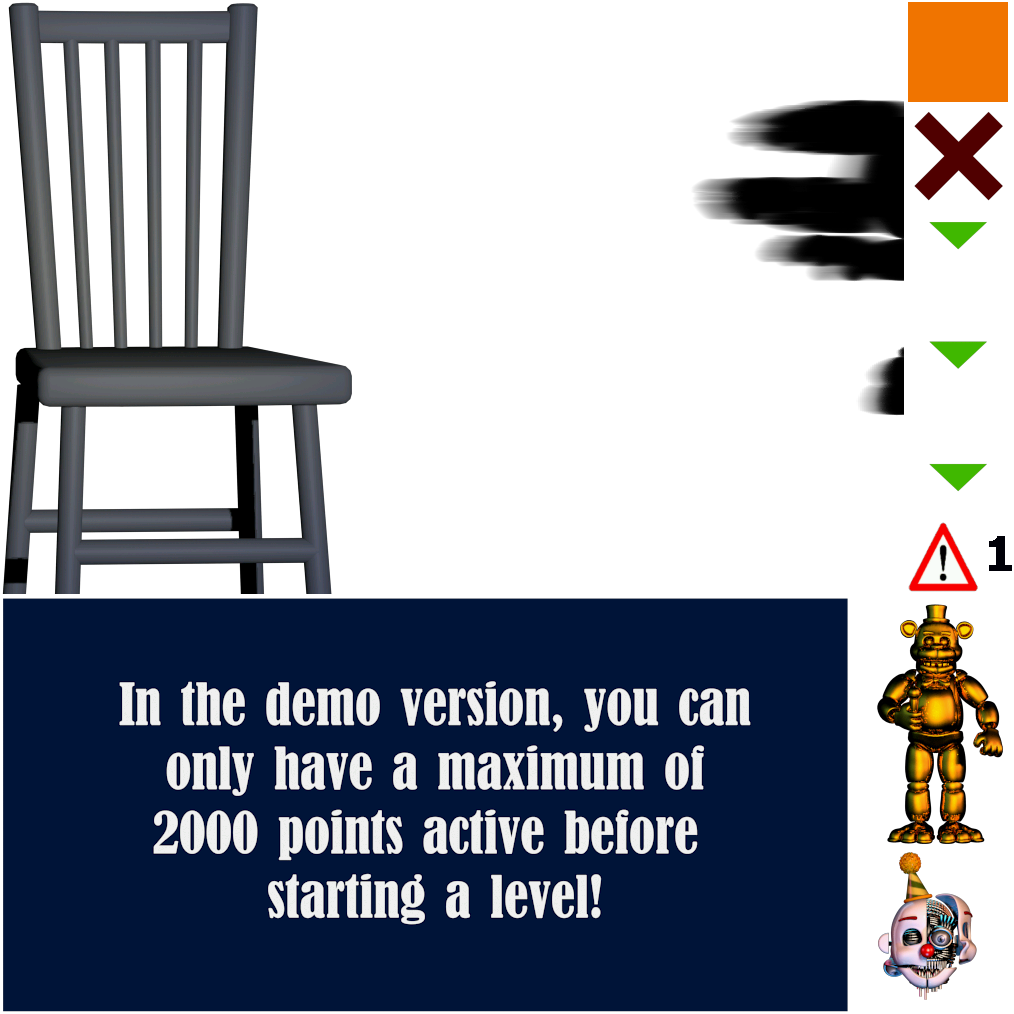 1
In the demo version, you can
only have a maximum of
2000 points active before
starting a level!